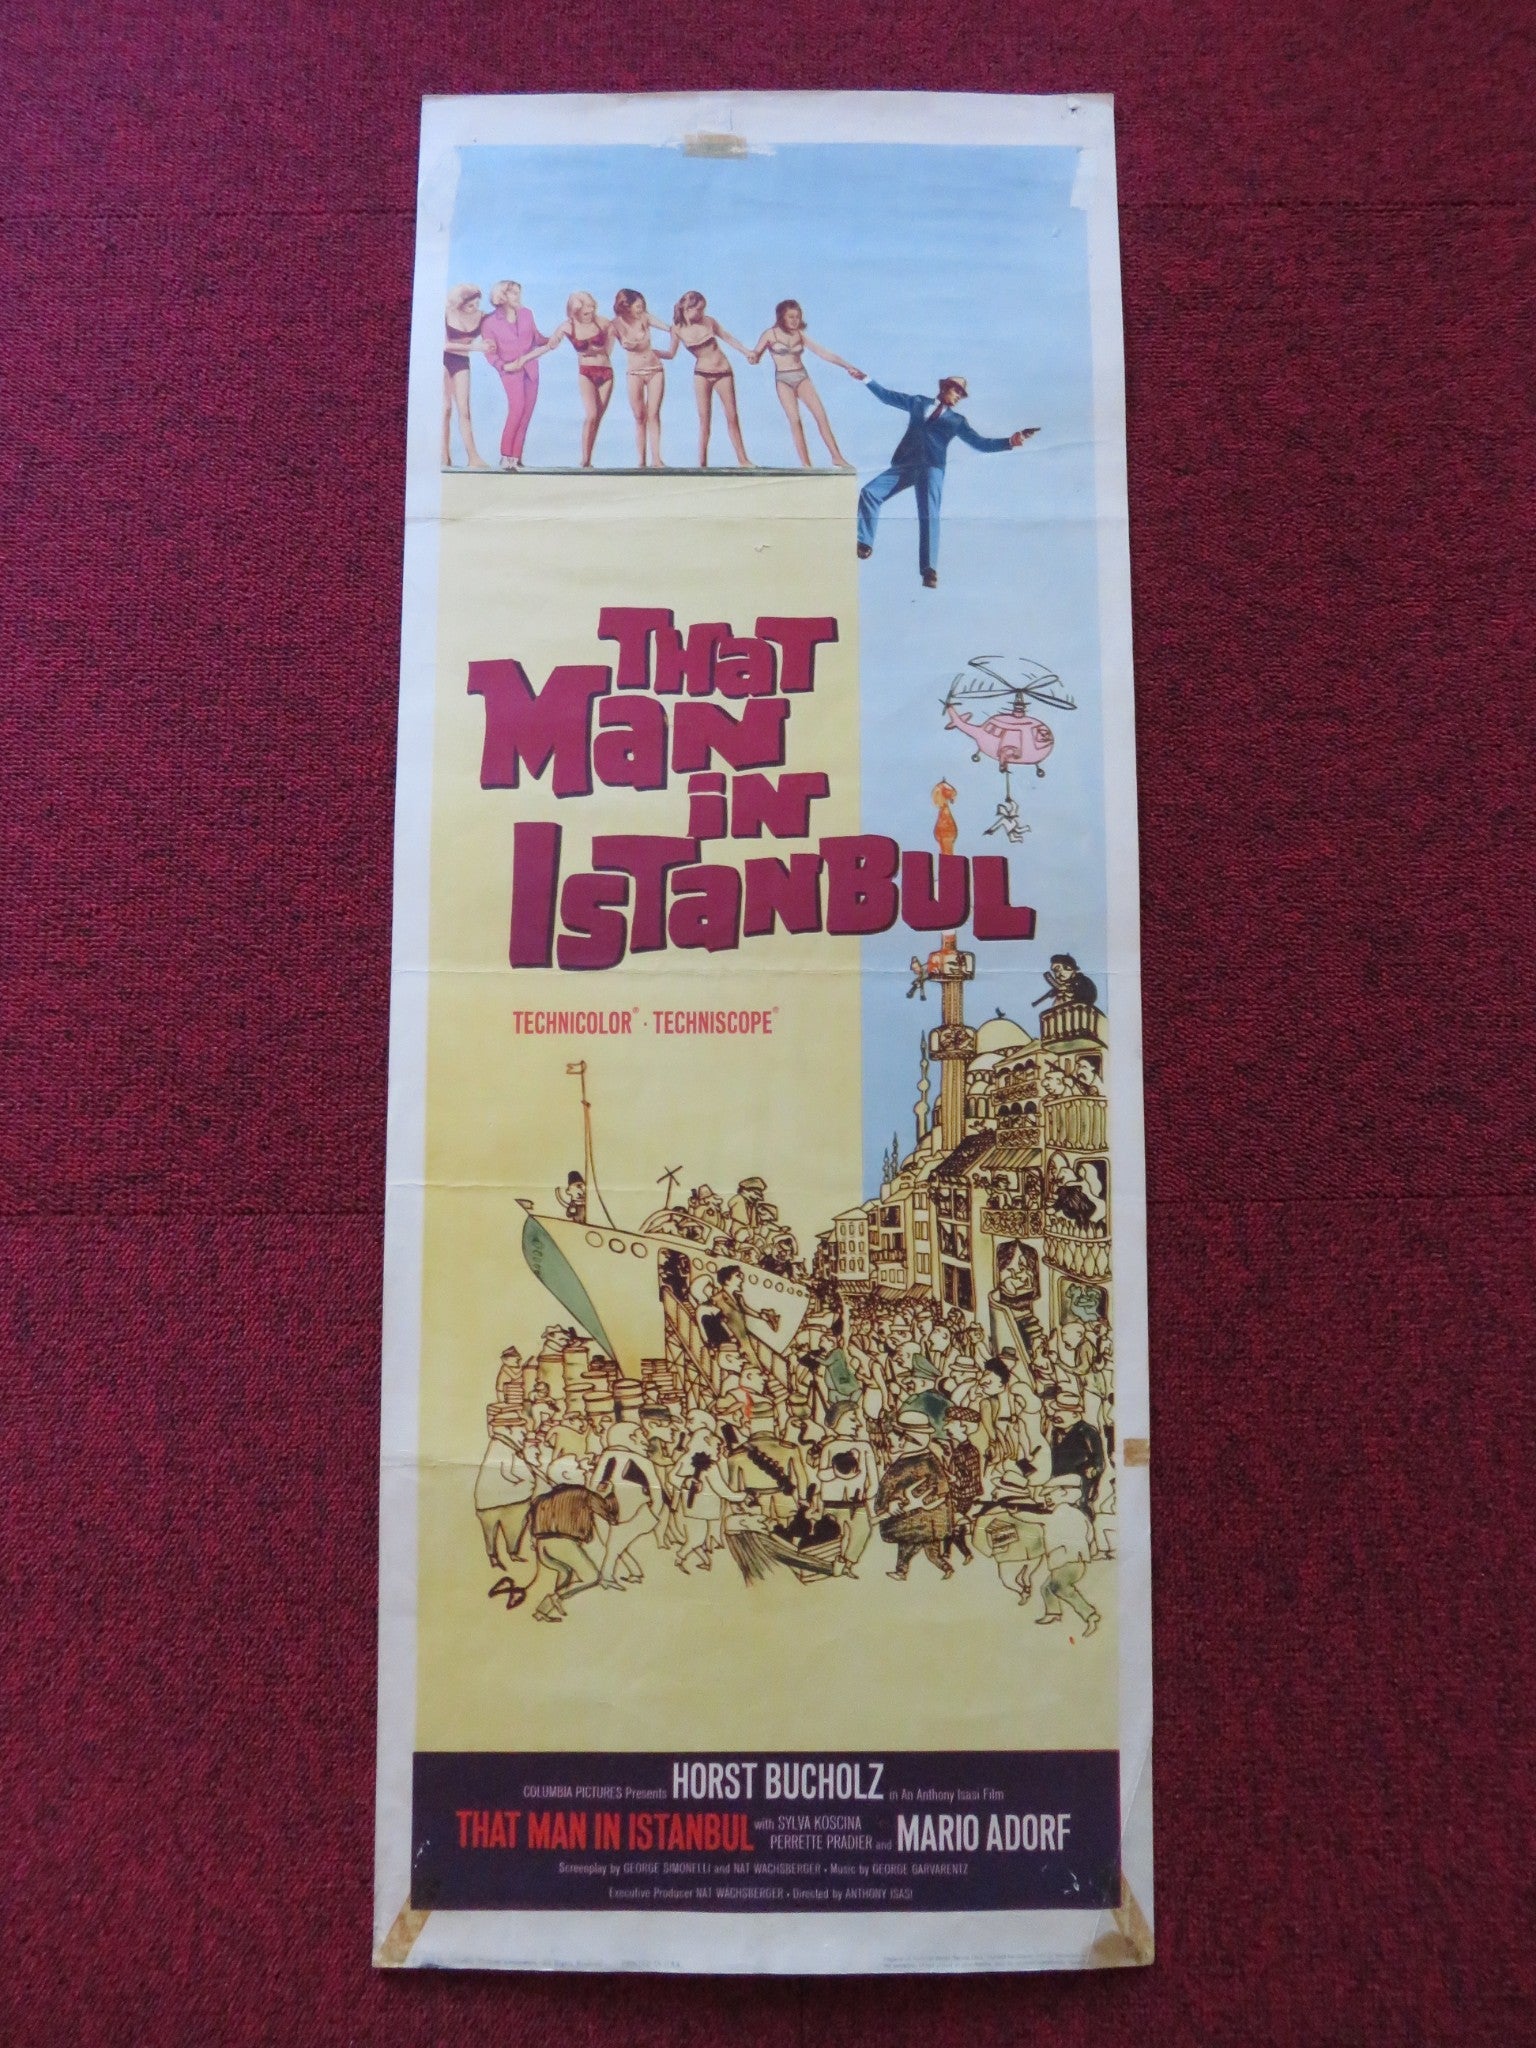 THAT
MAN
IN
ISTANBUL
TECHNICOLOR® · TECHNISCOPE®
COLUMBIA PICTURES Presents HORST BUCHOLZ in An Anthony Isasi Film
THAT MAN IN ISTANBUL with SYLVA KOSCINA
PERRETTE PRADIER and MARIO ADORF
Screenplay by GEORGE SIMONELLI and NAT WACHSBERGER • Music by GEORGE GARVARENTZ
Executive Producer NAT WACHSBERGER • Directed by ANTHONY ISASI